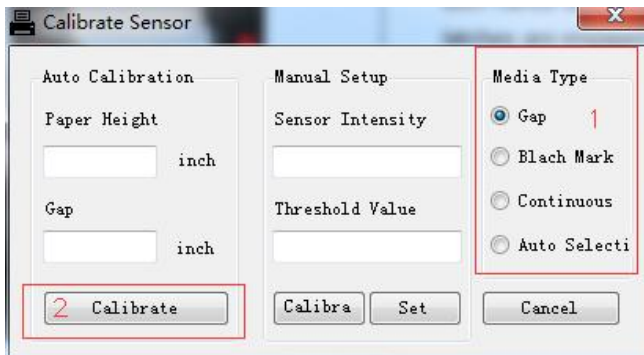 Calibrate Sensor
Auto Calibration
Paper Height
inch
Gap
inch
2 Calibrate
Manual Setup
Sensor Intensity
Threshold Value
Calibra
Set
Media Type
Gap 1
Blach Mark
Continuous
Auto Selecti
Cancel